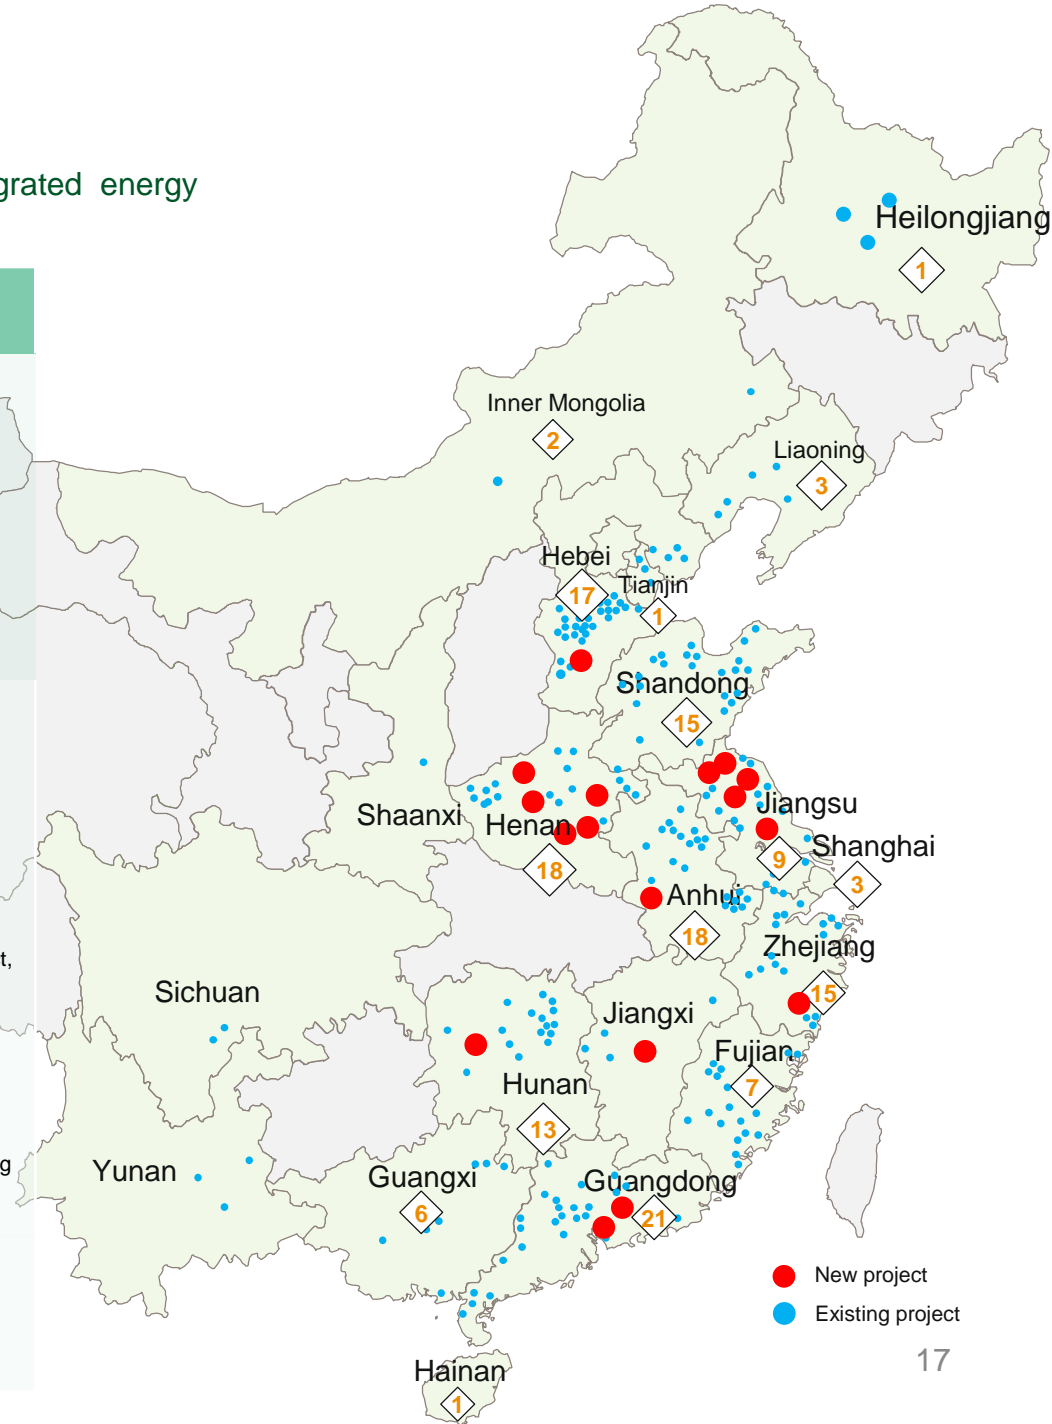 grated energy
Heilongjiang
1
Inner Mongolia
2
Liaoning
3
Hebei
17
Tianjin
1
Shandong
15
Shaanxi
Henan
18
Jiangsu
9
Shanghai
3
Anhui
18
Zhejiang
15
t,
Sichuan
Jiangxi
Fujian
7
Hunan
13
g
Yunan
Guangxi
6
Guangdong
21
New project
Existing project
17
Hainan
1